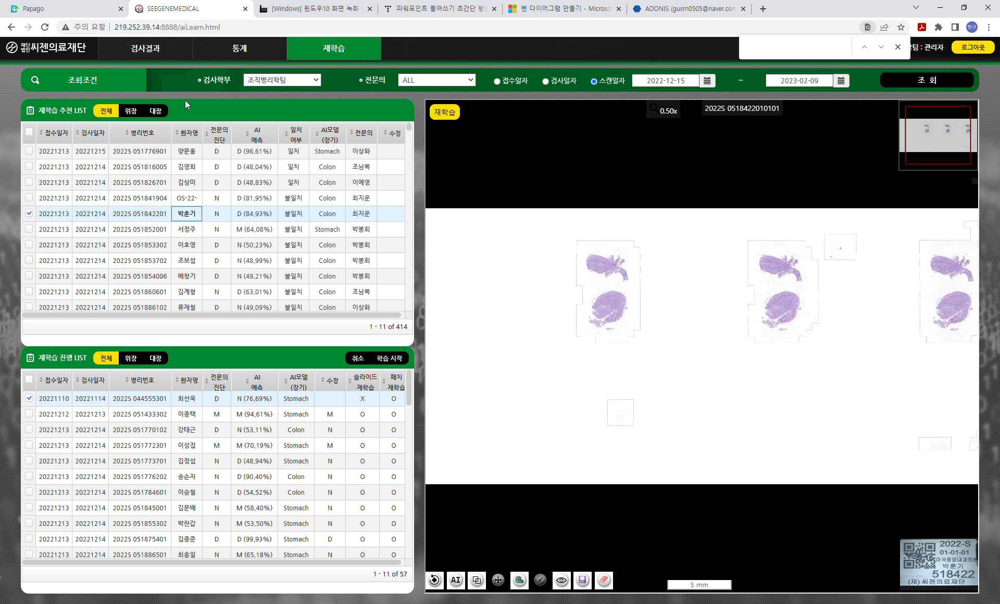 Papago
SEEGENEMEDICAL
[Windows] 윈도우10 화면 녹화
파워포인트 들여쓰기 초간단 방
벤 다이어그램 만들기 - Microso
ADONIS (gusrn0505@naver.com
주의 요함 219.252.39.14:8888/aiLearn.html
현구
재단법인 씨젠의료재단
검사결과
통계
재학습
팀 : 관리자
로그아웃
조회조건
검사학부
조직병리학팀
전문의
ALL
접수일자
검사일자
스캔일자
2022-12-15
~
2023-02-09
조 회
재학습 추천 LIST 전체 위장 대장
접수일자 검사일자 병리번호 환자명 전문의 진단 AI 예측 일치 여부 AI모델 (장기) 전문의 수정
20221213 20221215 2022S 051776901 양문홍 D D (96.61%) 일치 Stomach 이상화
20221213 20221214 2022S 051816005 김영희 D D (48.04%) 일치 Colon 조남복
20221213 20221214 2022S 051826701 김상미 D D (48.83%) 일치 Colon 이예영
20221213 20221214 2022S 051841904 OS-22- N D (81.95%) 불일치 Colon 최지운
20221213 20221214 2022S 051842201 박훈기 N D (84.93%) 불일치 Colon 최지운
20221213 20221214 2022S 051852001 서정주 N M (64.08%) 불일치 Stomach 박봉희
20221213 20221214 2022S 051853302 이호영 D N (50.23%) 불일치 Colon 박봉희
20221213 20221214 2022S 051853702 조보섭 D N (48.99%) 불일치 Colon 박봉희
20221213 20221214 2022S 051854006 배창기 D N (49.21%) 불일치 Colon 박봉희
20221213 20221214 2022S 051860601 김계형 N D (63.01%) 불일치 Colon 조남복
20221213 20221214 2022S 051886102 류재철 D N (49.09%) 불일치 Colon 이상화
1 - 11 of 414
재학습 진행 LIST 전체 위장 대장 취소 학습 시작
접수일자 검사일자 병리번호 환자명 전문의 진단 AI 예측 AI모델 (장기) 수정 슬라이드 재학습 패치 재학습
20221110 20221114 2022S 044555301 최선욱 D N (76.69%) Stomach X O
20221212 20221213 2022S 051433302 이종택 M M (94.61%) Stomach M O O
20221213 20221214 2022S 051770102 강태근 D N (53.11%) Colon N O O
20221213 20221214 2022S 051772301 이성집 M M (70.19%) Stomach M O O
20221213 20221214 2022S 051773701 김정섭 N D (48.94%) Stomach N O O
20221213 20221214 2022S 051776202 송순자 N D (90.40%) Colon N O O
20221213 20221214 2022S 051784601 이승철 N D (54.52%) Colon N O O
20221213 20221214 2022S 051845001 김문배 N M (58.40%) Stomach N O O
20221213 20221214 2022S 051855302 박찬갑 N M (53.50%) Stomach N O O
20221213 20221214 2022S 051875401 김종준 D D (99.93%) Stomach D O O
20221213 20221214 2022S 051886501 최흥일 N M (65.18%) Stomach N O O
1 - 11 of 57
재학습
0.50x
2022S 0518422010101
AI
5 mm
2022-S
01-01-01
마곡중앙내과의원
박훈기
518422
(재)씨젠의료재단